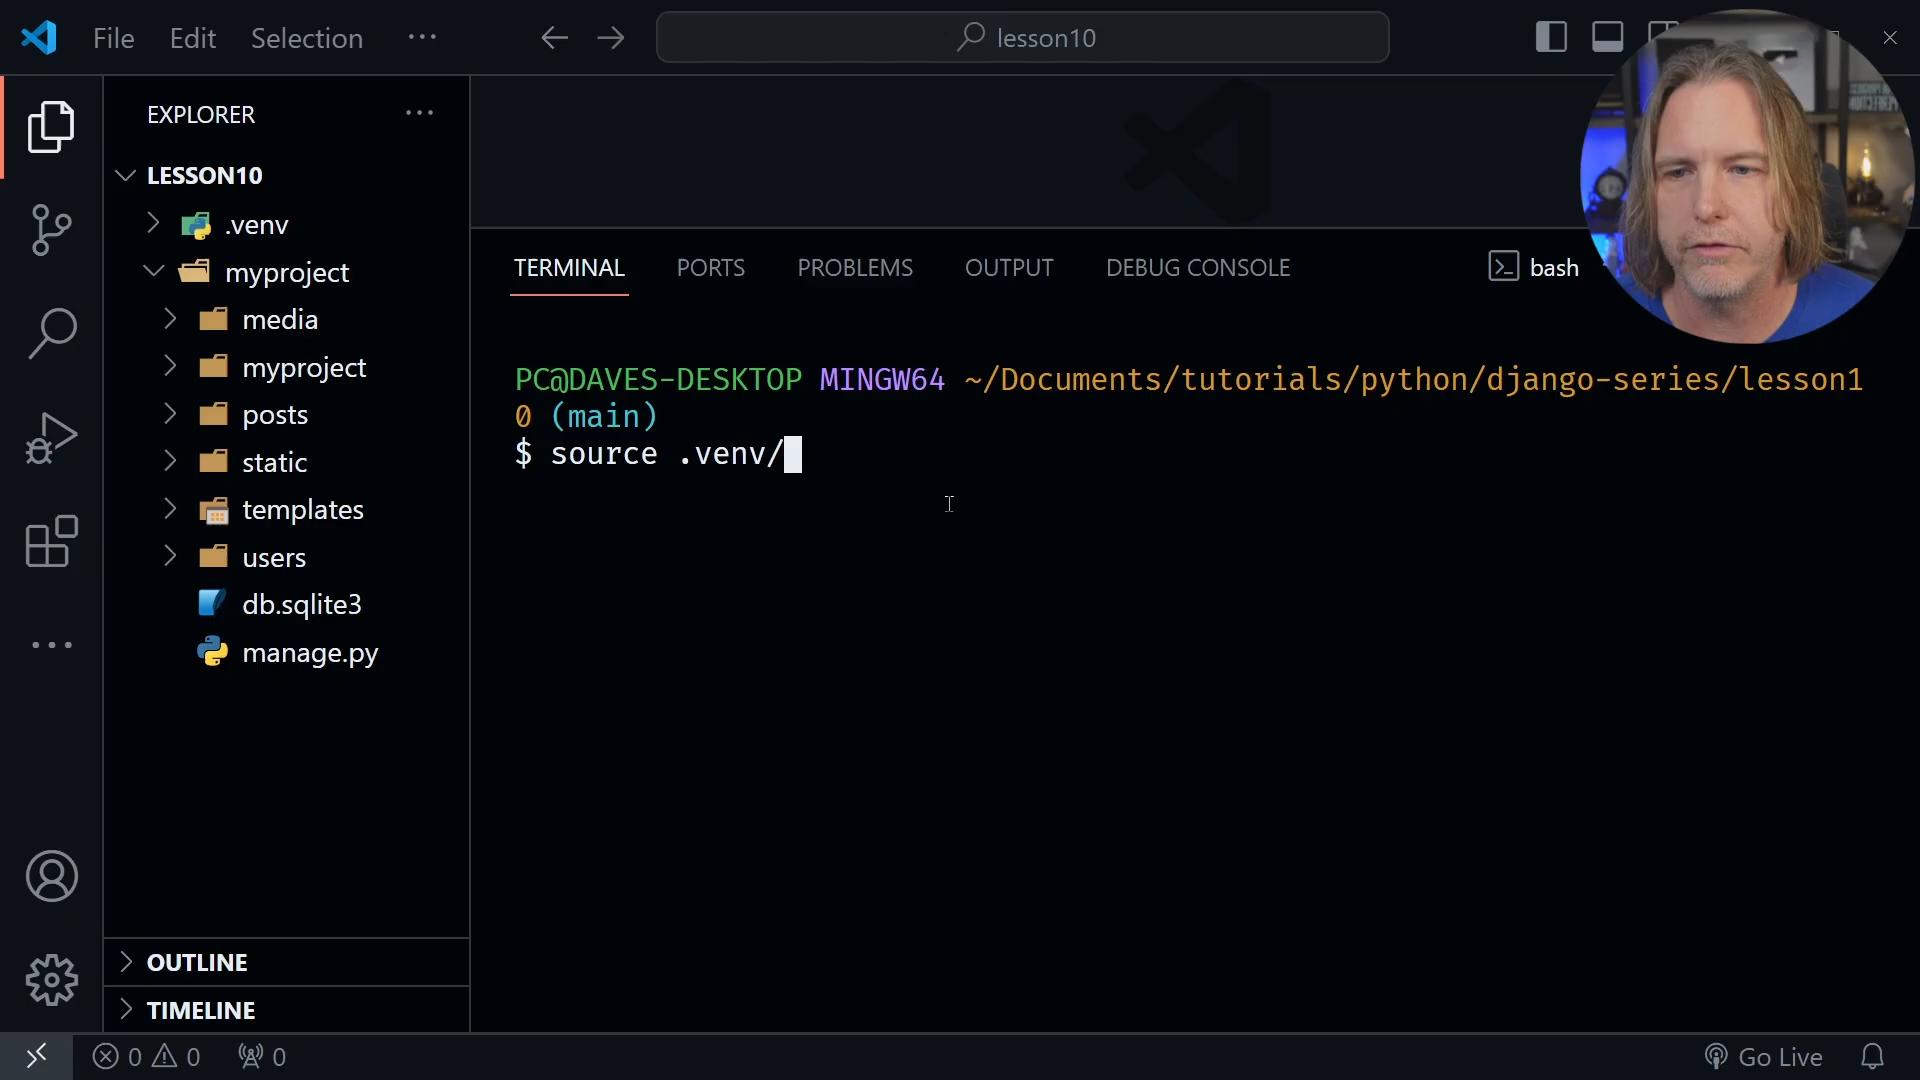 File Edit Selection ···
lesson10
EXPLORER ···
LESSON10
.venv
myproject
media
myproject
posts
static
templates
users
db.sqlite3
manage.py
OUTLINE
TIMELINE
TERMINAL PORTS PROBLEMS OUTPUT DEBUG CONSOLE
bash
PC@DAVES-DESKTOP MINGW64 ~/Documents/tutorials/python/django-series/lesson1
0 (main)
$ source .venv/
0 0 0
Go Live